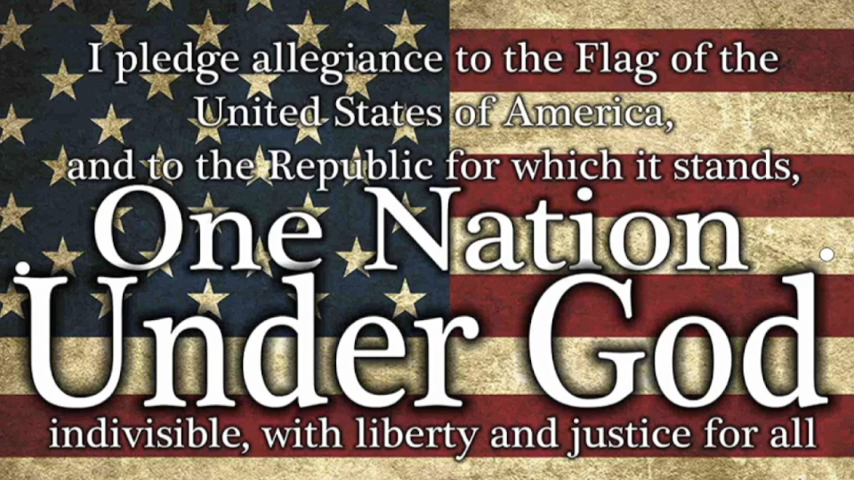 I pledge allegiance to the Flag of the
United States of America,
and to the Republic for which it stands,
One Nation
Under God
indivisible, with liberty and justice for all